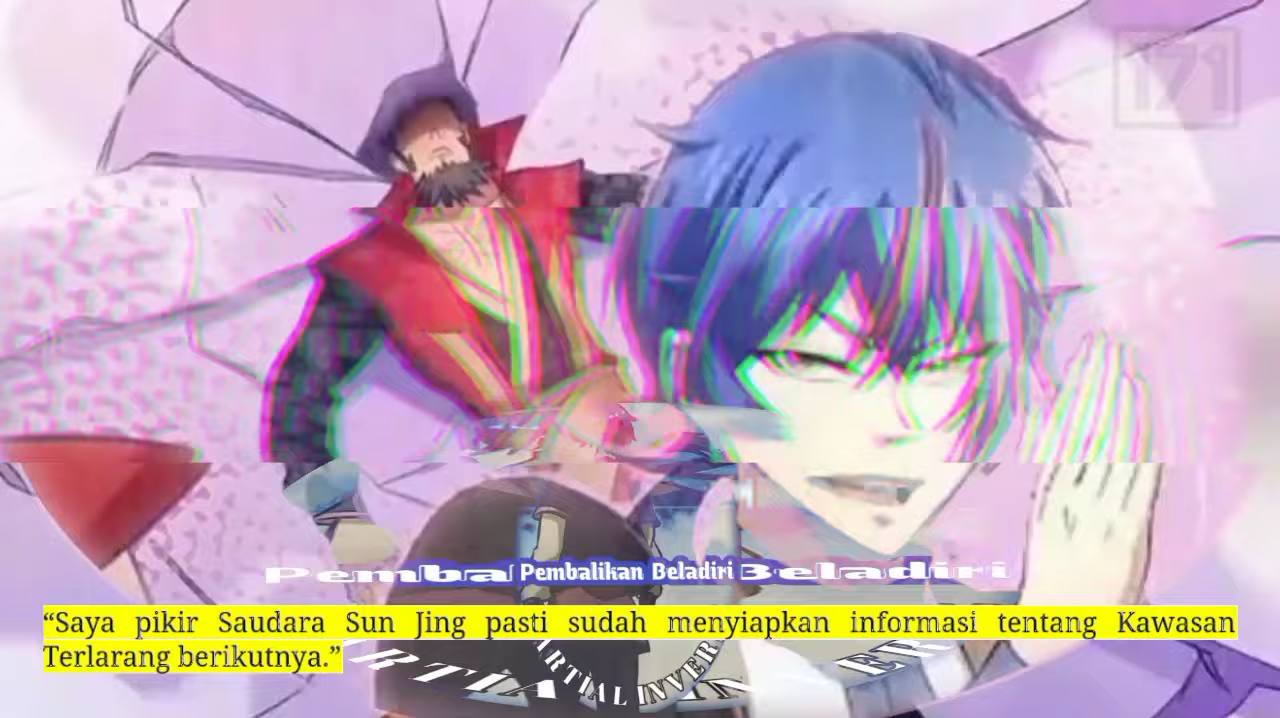 171
Pembalikan Beladiri
“Saya pikir Saudara Sun Jing pasti sudah menyiapkan informasi tentang Kawasan
Terlarang berikutnya.”